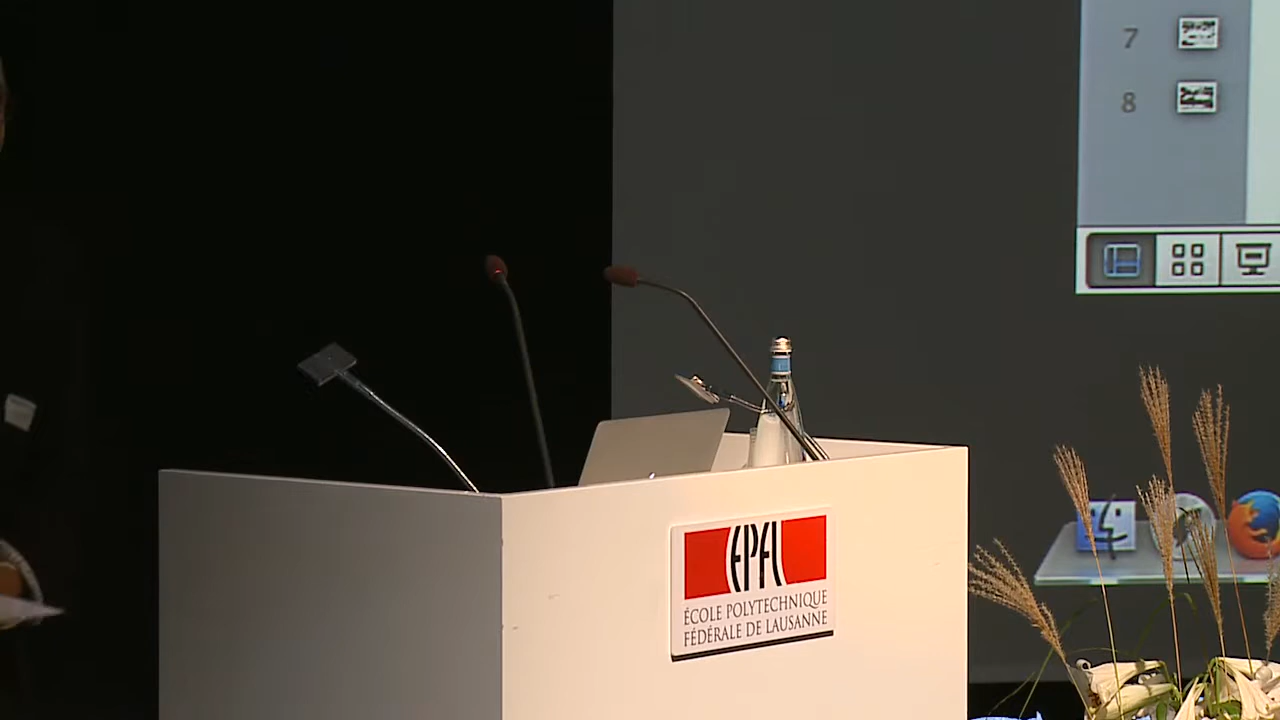 7
8
EPFL
ÉCOLE POLYTECHNIQUE
FÉDÉRALE DE LAUSANNE